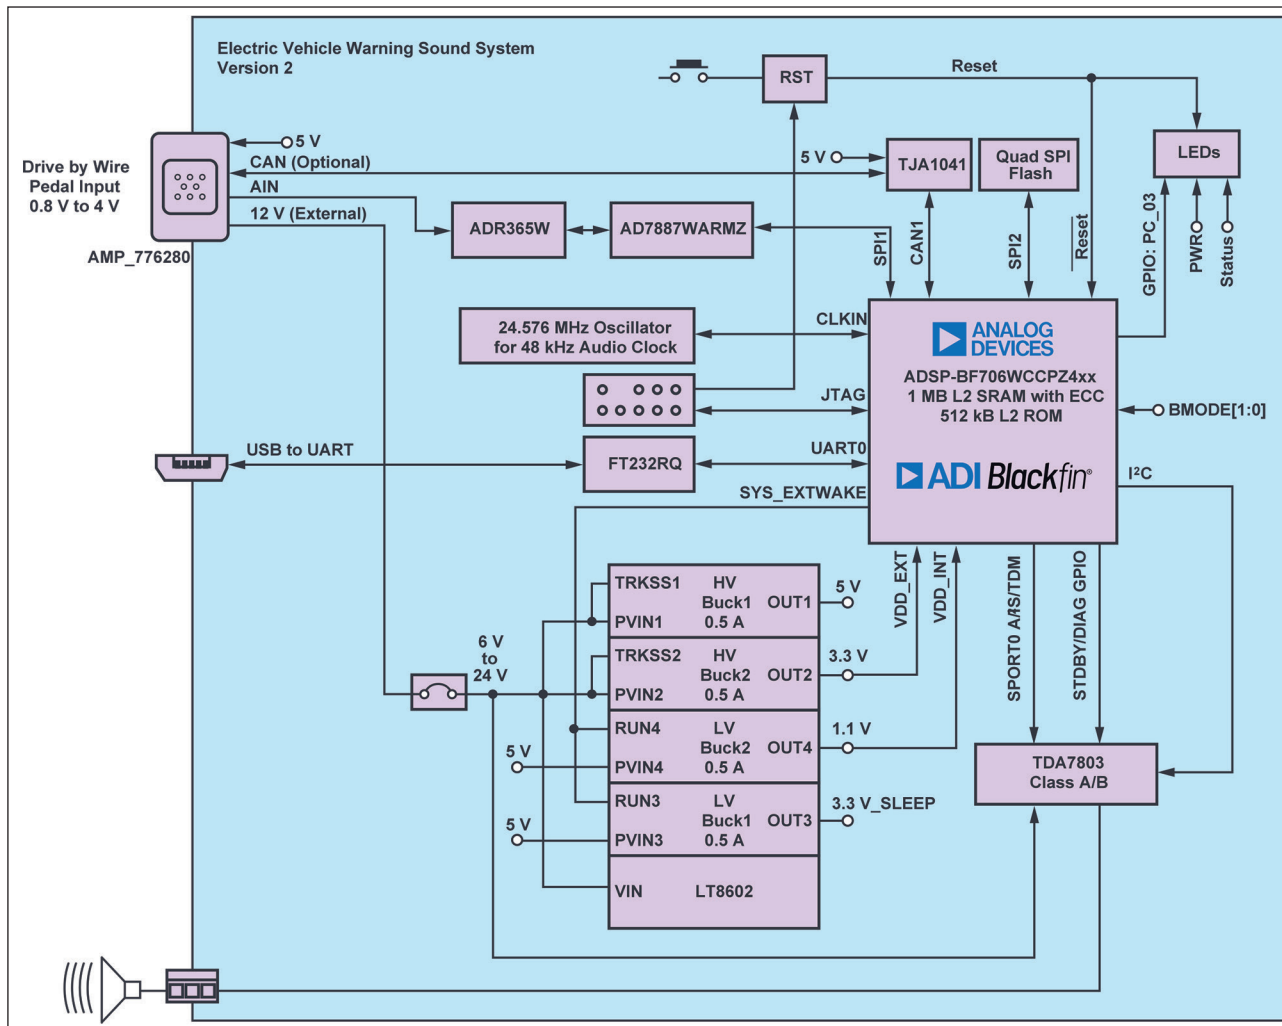 Electric Vehicle Warning Sound System
Version 2
RST
Reset
5 V
CAN (Optional)
AIN
12 V (External)
Drive by Wire
Pedal Input
0.8 V to 4 V
AMP_776280
5 V
TJA1041
Quad SPI
Flash
LEDs
ADR365W
AD7887WARMZ
SPI1
CAN1
SPI2
Reset
GPIO: PC_03
PWR
Status
24.576 MHz Oscillator
for 48 kHz Audio Clock
CLKIN
ANALOG
DEVICES
ADSP-BF706WCCPZ4xx
1 MB L2 SRAM with ECC
512 kB L2 ROM
JTAG
BMODE[1:0]
USB to UART
FT232RQ
UART0
ADI Blackfin®
I²C
SYS_EXTWAKE
VDD_EXT
VDD_INT
SPORT0 A/IS/TDM
STDBY/DIAG GPIO
TRKSS1
HV
Buck1
0.5 A
OUT1
PVIN1
5 V
6 V
to
24 V
TRKSS2
HV
Buck2
0.5 A
OUT2
PVIN2
3.3 V
RUN4
LV
Buck2
0.5 A
OUT4
PVIN4
1.1 V
5 V
RUN3
LV
Buck1
0.5 A
OUT3
PVIN3
3.3 V_SLEEP
5 V
VIN
LT8602
TDA7803
Class A/B